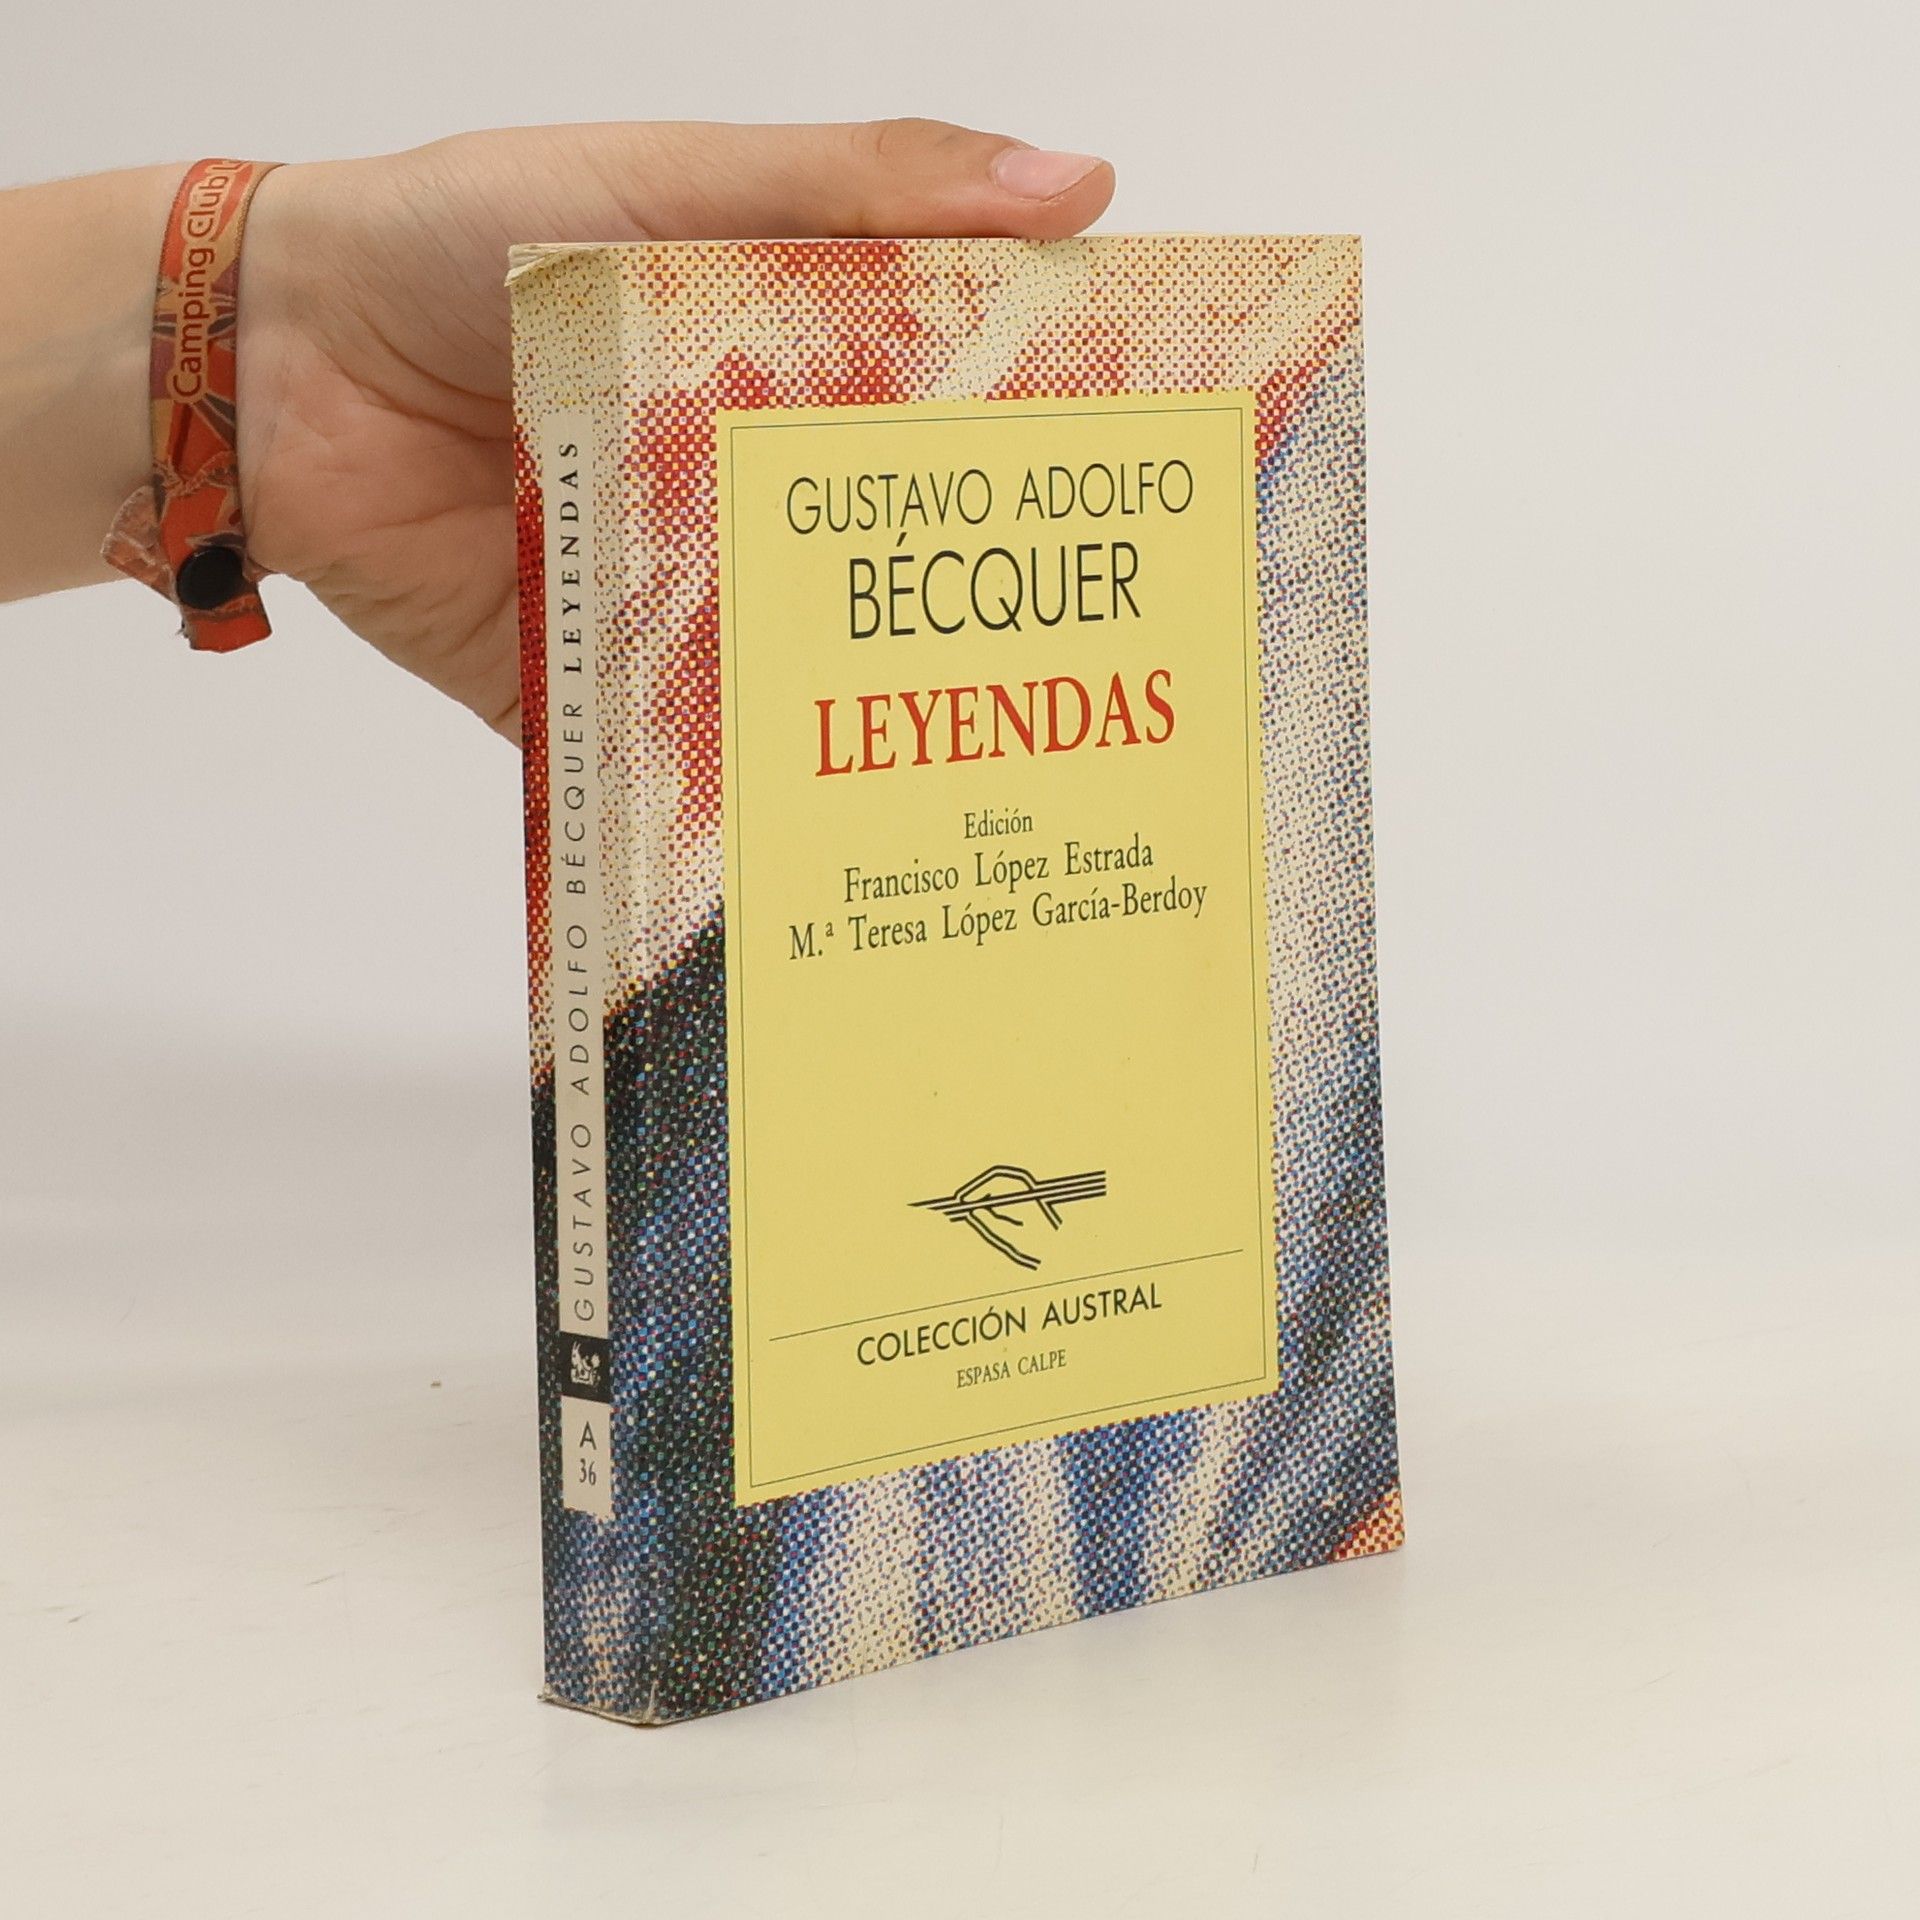 Camping Club
GUSTAVO ADOLFO BÉCQUER LEYENDAS
A
36
GUSTAVO ADOLFO
BÉCQUER
LEYENDAS
Edición
Francisco López Estrada
M.ª Teresa López García-Berdoy
COLECCIÓN AUSTRAL
ESPASA CALPE